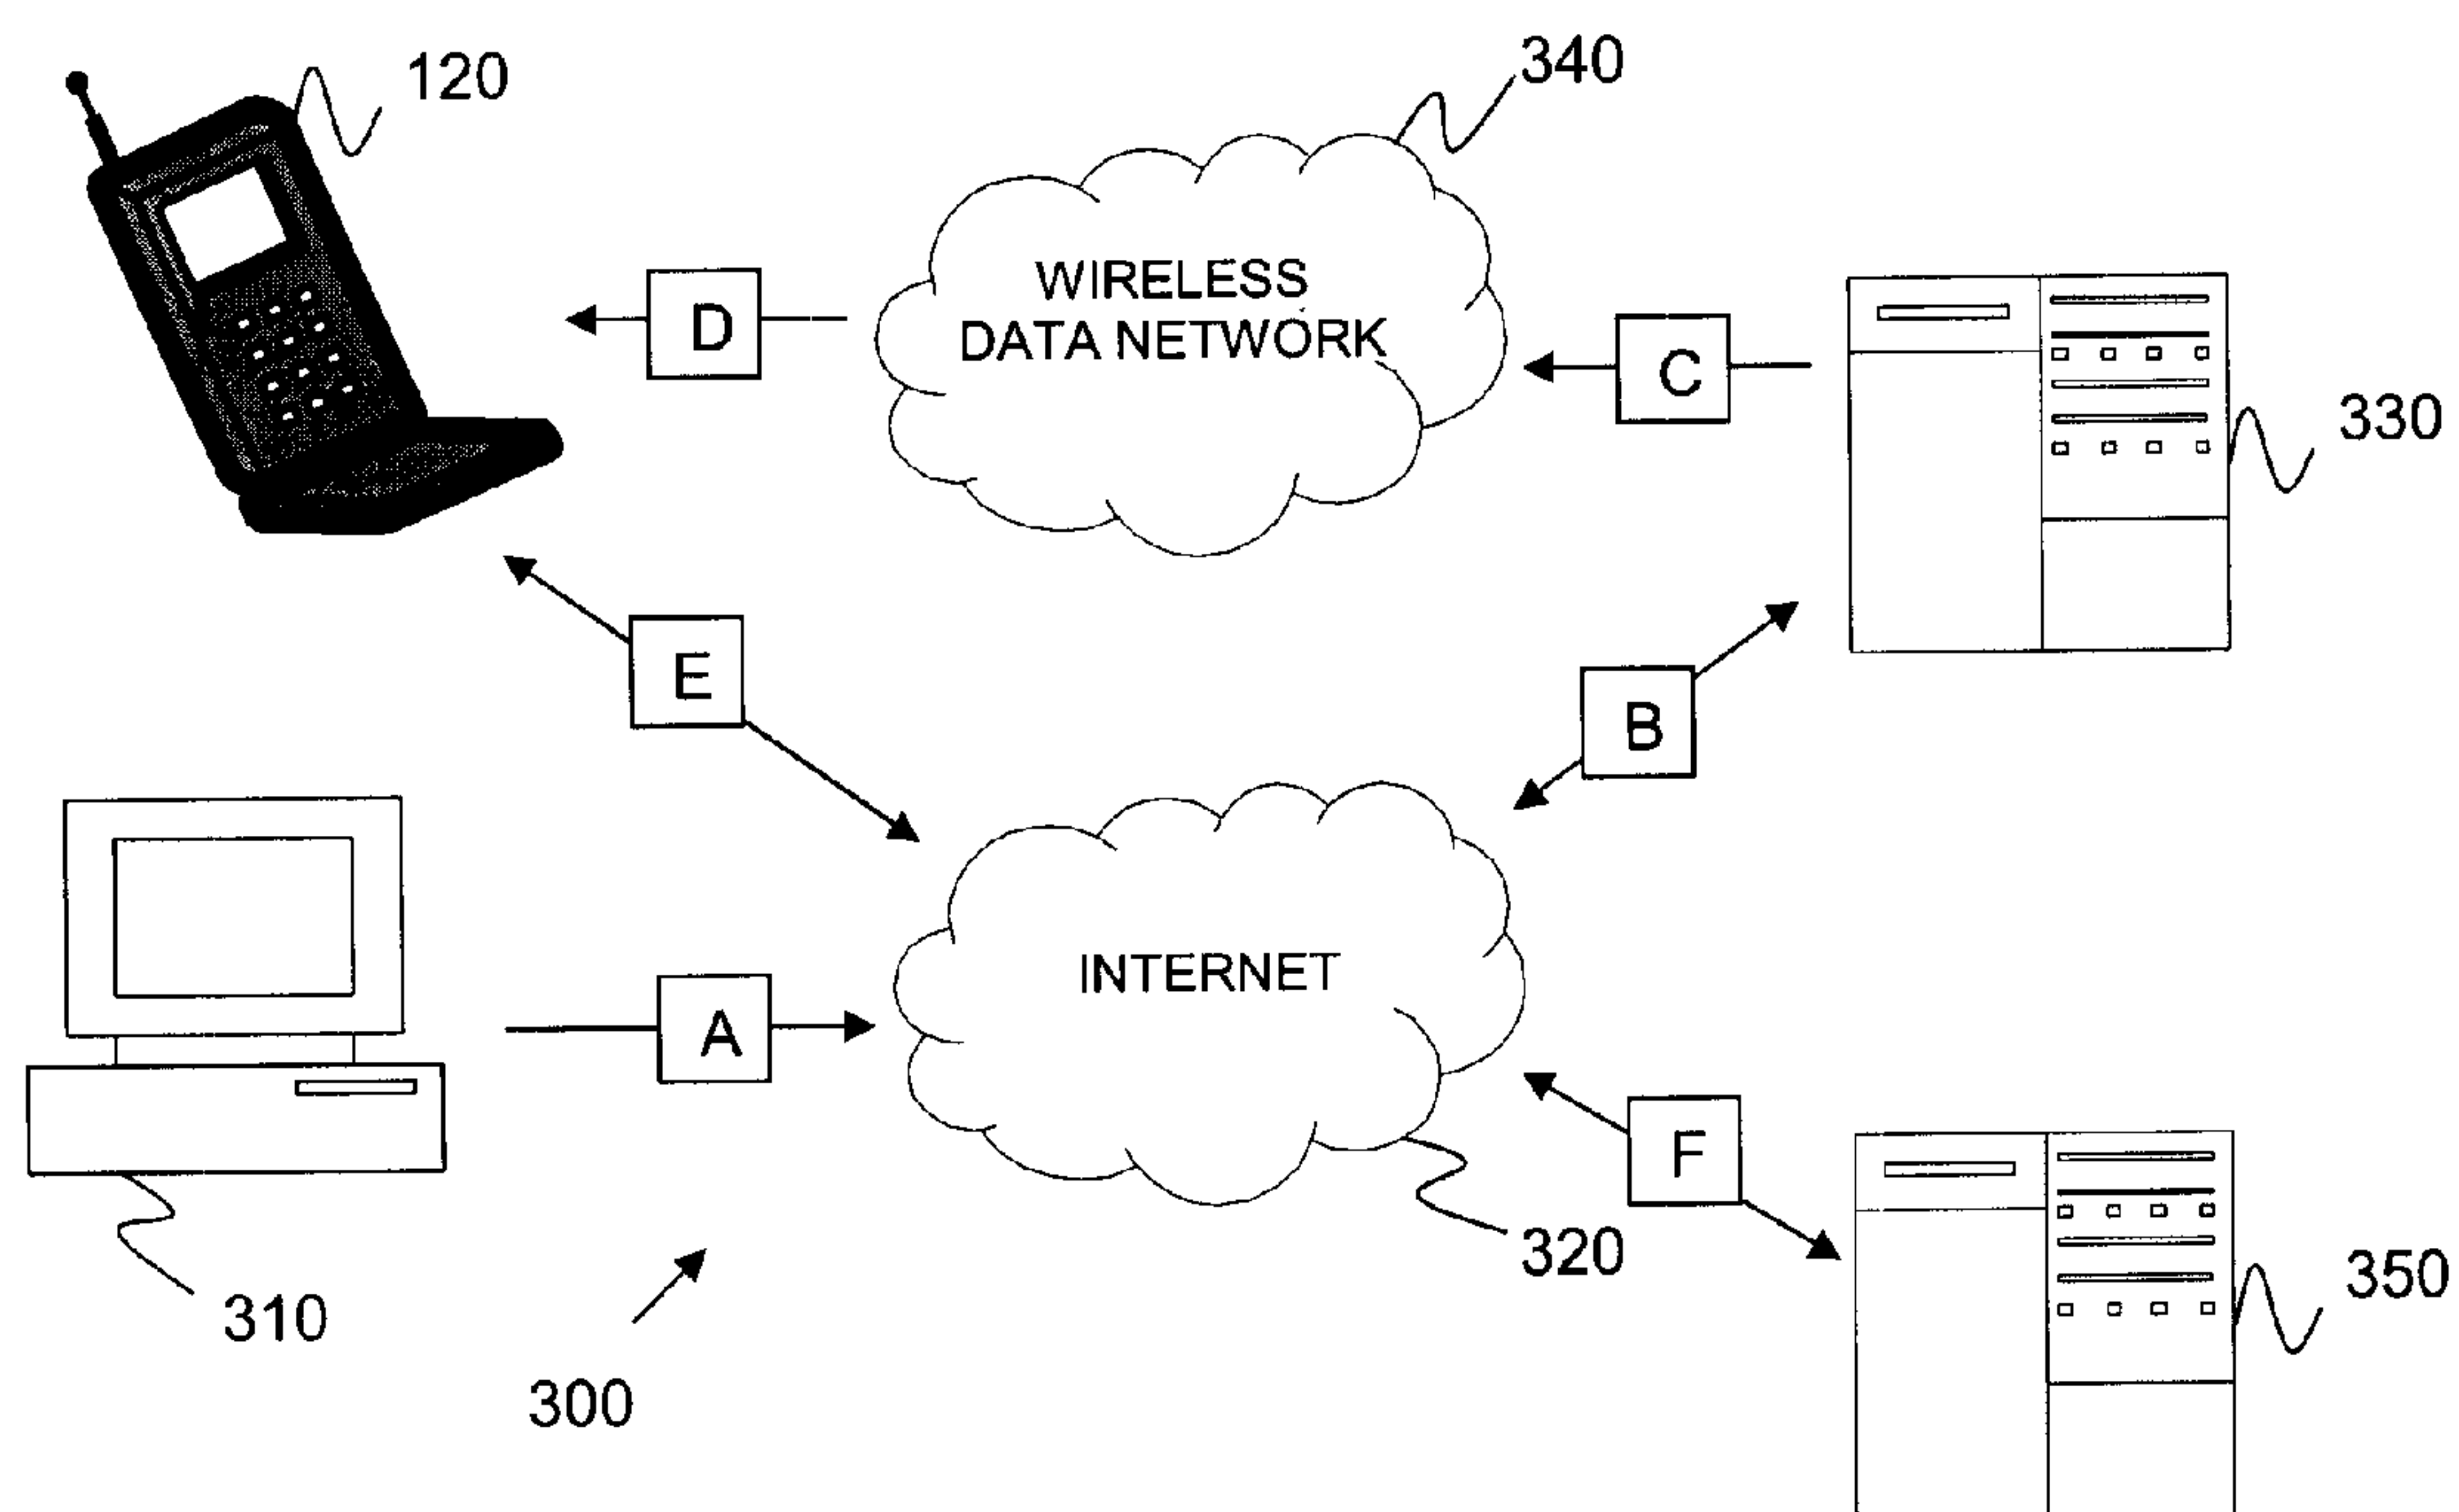 120
340
WIRELESS
DATA NETWORK
D
C
330
E
B
INTERNET
A
F
320
310
350
300